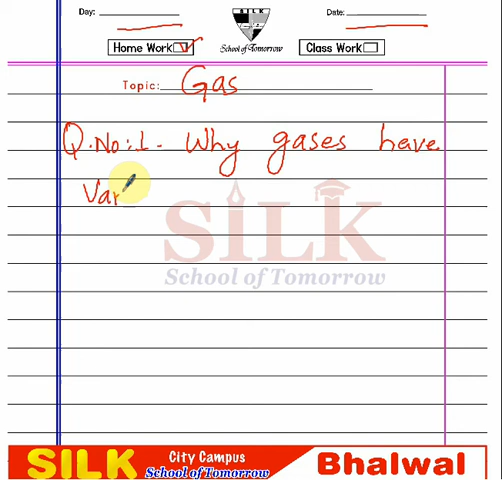 Day:
Date:
SILK
Home Work
School of Tomorrow
Class Work
Topic: Gas
Q.No:1. Why gases have
Var
SiLK
School of Tomorrow
SILK City Campus Bhalwal
School of Tomorrow